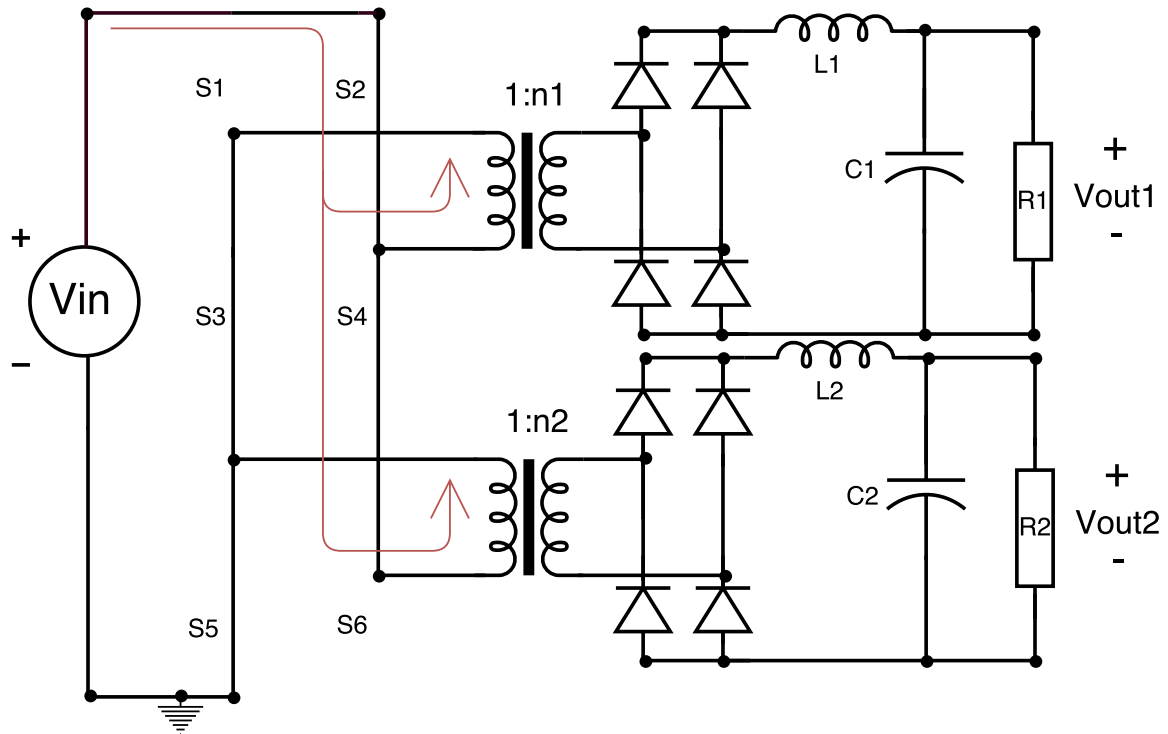 S1
S2
1:n1
L1
C1
R1
+
Vout1
-
+
Vin
–
S3
S4
L2
1:n2
C2
R2
+
Vout2
-
S5
S6